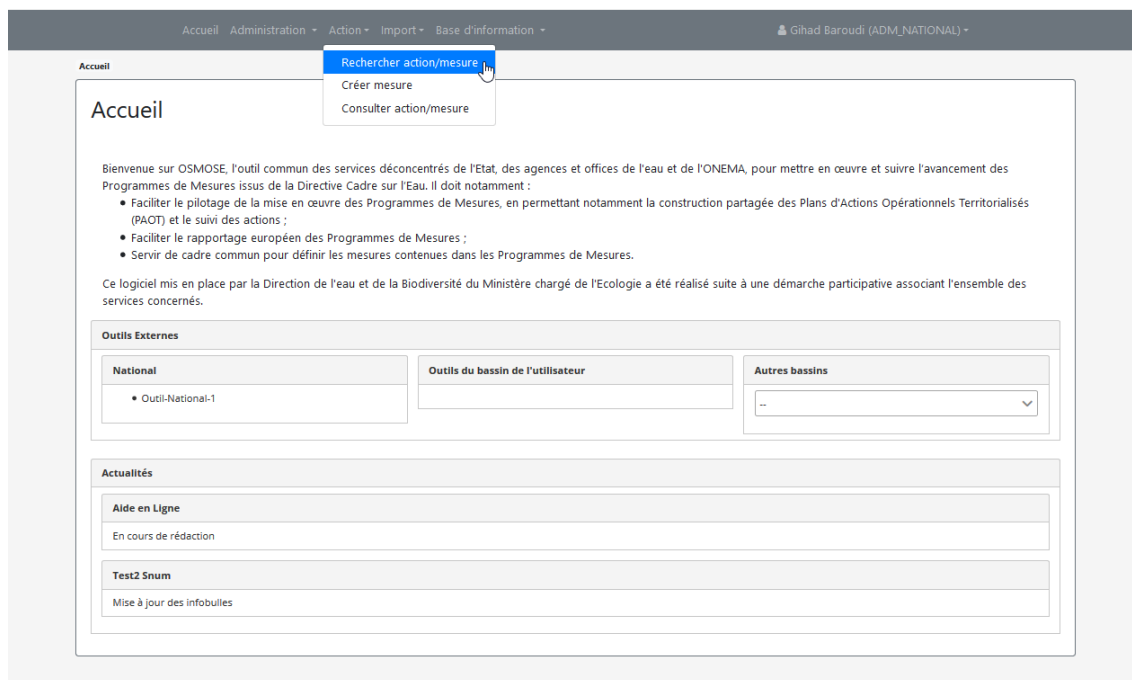 Accueil Administration Action Import Base d'information Gihad Baroudi (ADM_NATIONAL)
Rechercher action/mesure
Créer mesure
Consulter action/mesure
Accueil
Accueil
Bienvenue sur OSMOSE, l'outil commun des services déconcentrés de l'Etat, des agences et offices de l'eau et de l'ONEMA, pour mettre en œuvre et suivre l'avancement des
Programmes de Mesures issus de la Directive Cadre sur l'Eau. Il doit notamment :
• Faciliter le pilotage de la mise en œuvre des Programmes de Mesures, en permettant notamment la construction partagée des Plans d'Actions Opérationnels Territorialisés
(PAOT) et le suivi des actions ;
• Faciliter le rapportage européen des Programmes de Mesures ;
• Servir de cadre commun pour définir les mesures contenues dans les Programmes de Mesures.
Ce logiciel mis en place par la Direction de l'eau et de la Biodiversité du Ministère chargé de l'Ecologie a été réalisé suite à une démarche participative associant l'ensemble des
services concernés.
Outils Externes
National
• Outil-National-1
Outils du bassin de l'utilisateur
Autres bassins
--
Actualités
Aide en Ligne
En cours de rédaction
Test2 Snum
Mise à jour des infobulles